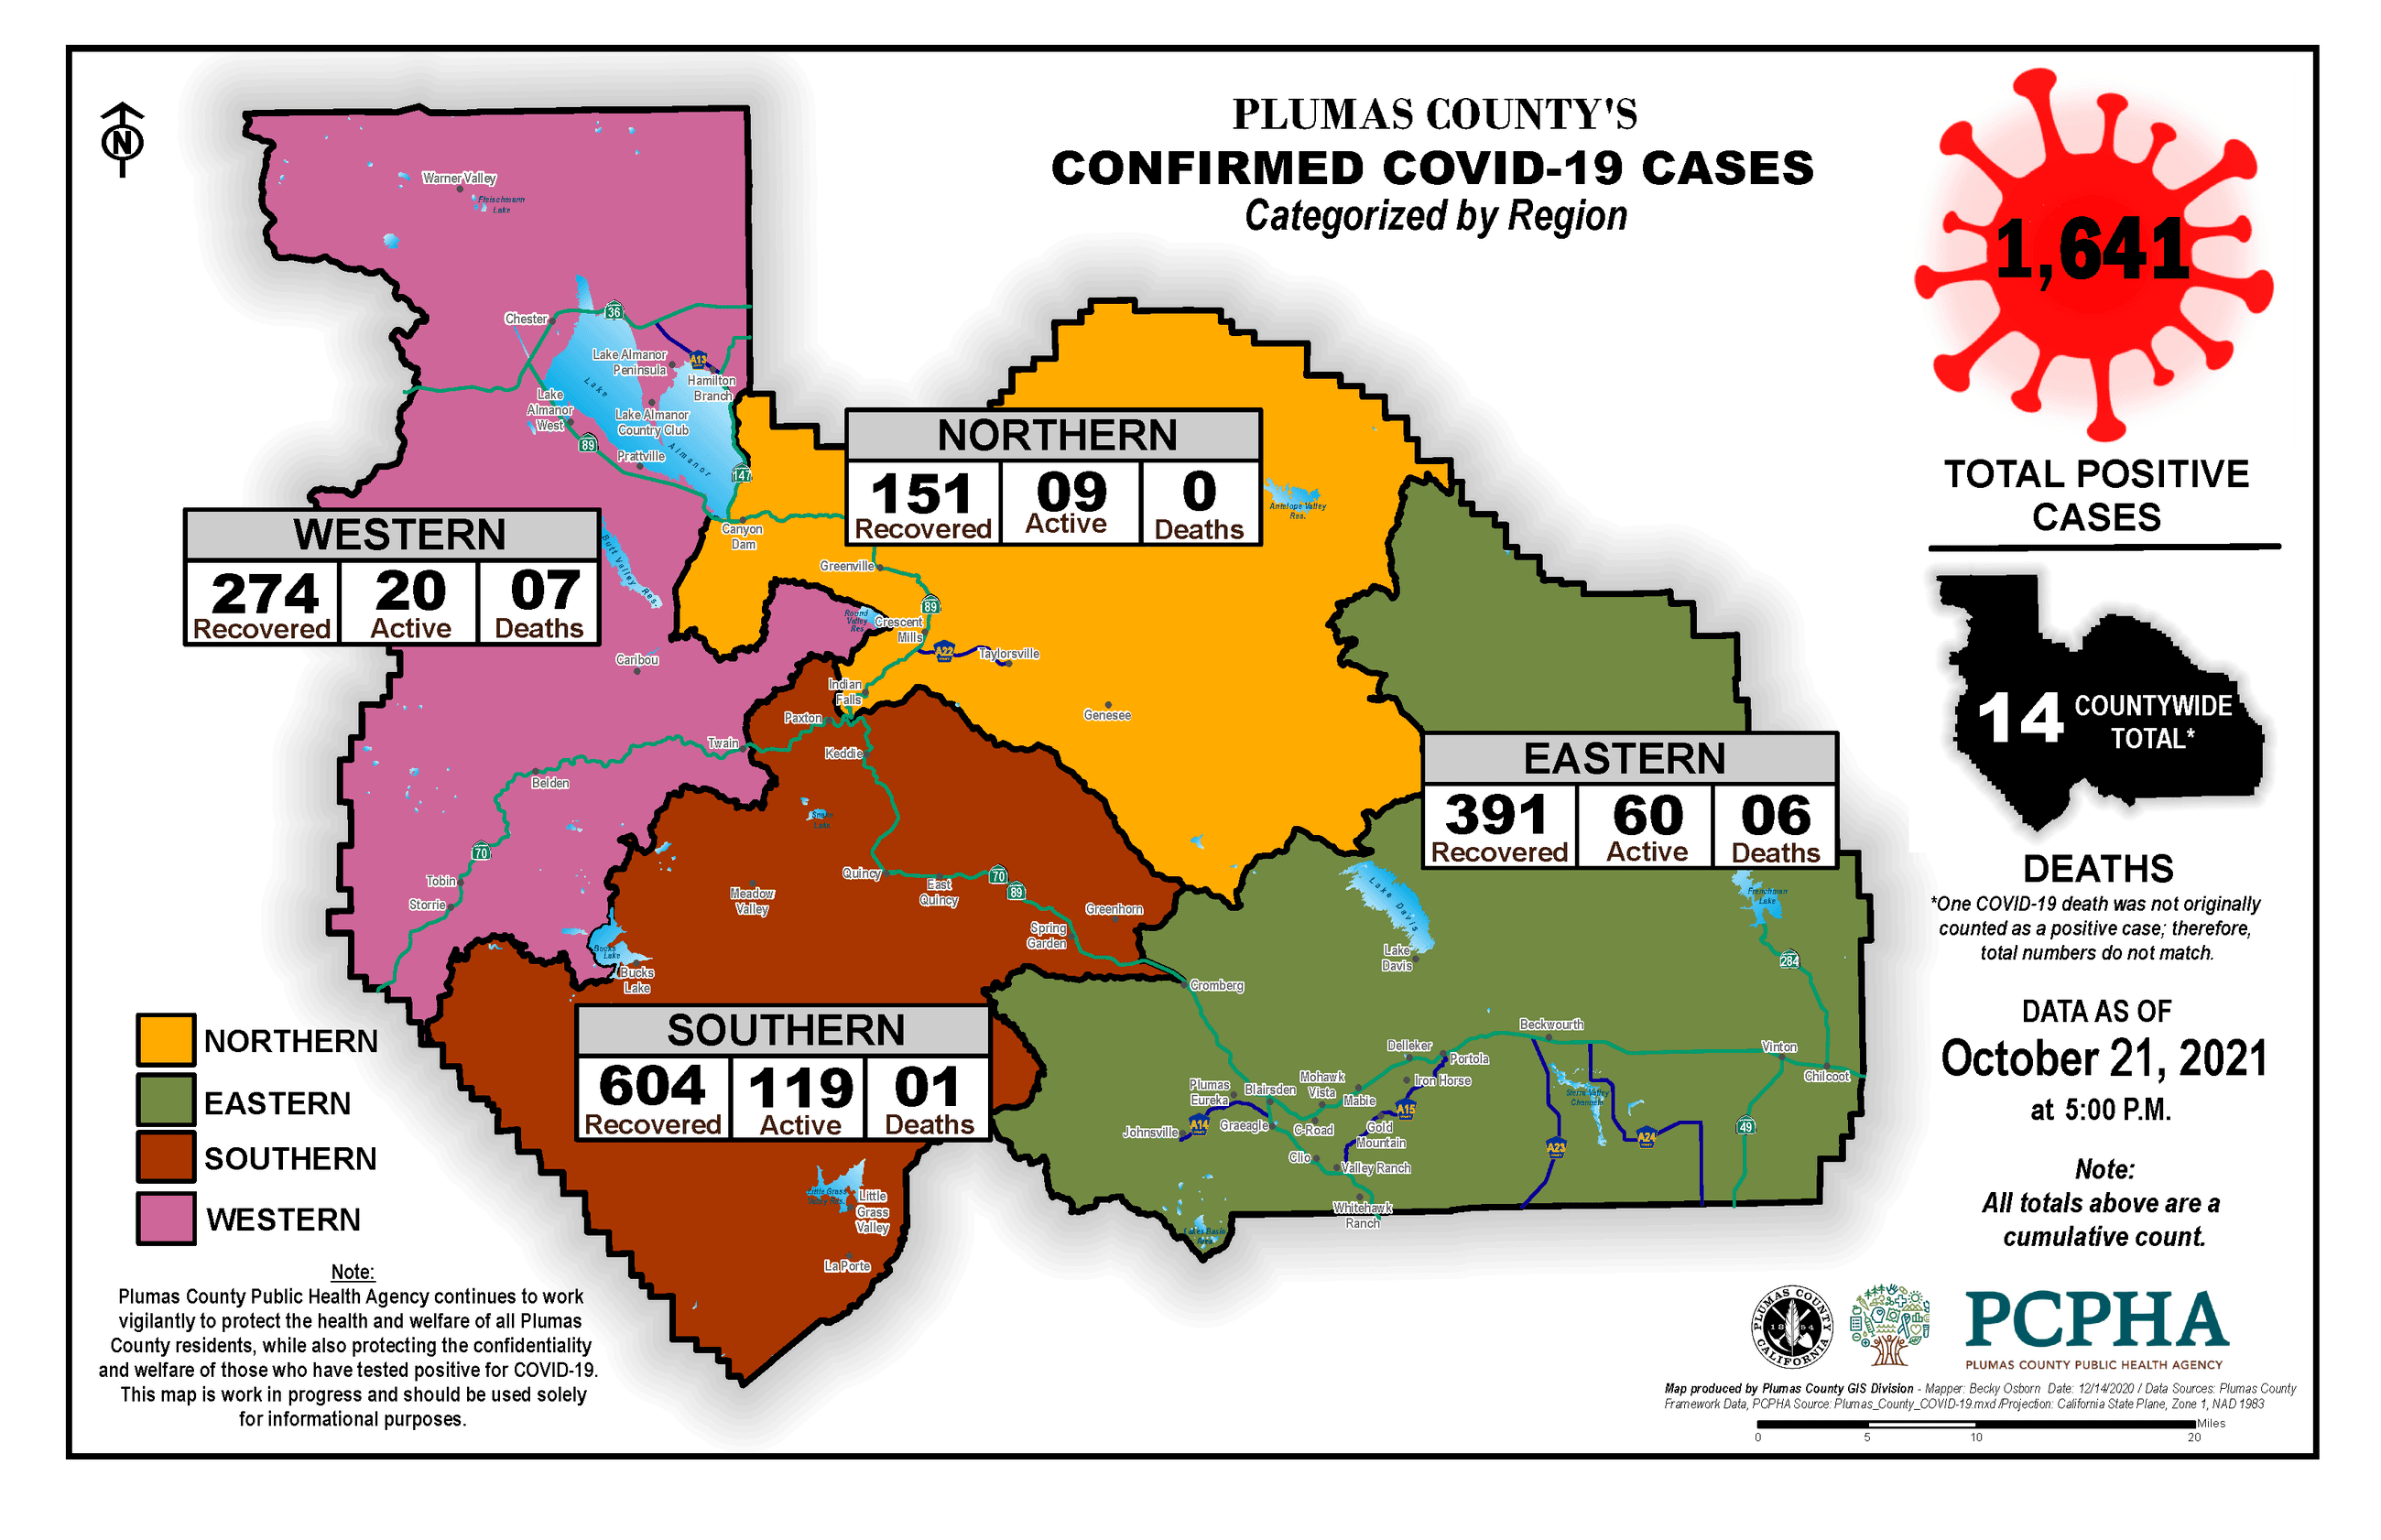 PLUMAS COUNTY'S
CONFIRMED COVID-19 CASES
Categorized by Region
N
1,641
TOTAL POSITIVE
CASES
14 COUNTYWIDE
TOTAL*
DEATHS
*One COVID-19 death was not originally
counted as a positive case; therefore,
total numbers do not match.
DATA AS OF
October 21, 2021
at 5:00 P.M.
Note:
All totals above are a
cumulative count.
Warner Valley
Fleischmann
Lake
Chester
36
Lake Almanor
Peninsula
A13
Hamilton
Branch
Lake
Almanor
West
Lake Almanor
Country Club
Lake Almanor
89
Prattville
147
Canyon
Dam
NORTHERN
151 09 0
Recovered Active Deaths
Antelope Valley
Res.
WESTERN
274 20 07
Recovered Active Deaths
Butt Valley Res.
Greenville
89
Round
Valley
Res.
Crescent
Mills
A22
Taylorsville
Caribou
Indian
Falls
Genesee
Paxton
Twain
Keddie
Belden
EASTERN
391 60 06
Recovered Active Deaths
Snake
Lake
70
Tobin
Storrie
Quincy
East
Quincy
70
89
Meadow
Valley
Greenhorn
Spring
Garden
Lake Davis
Lake
Davis
Frenchman
Lake
284
Bucks
Lake
Bucks
Lake
Cromberg
SOUTHERN
604 119 01
Recovered Active Deaths
Beckwourth
Delleker
Portola
Vinton
Chilcoot
Iron Horse
Mohawk
Vista
Mabie
Plumas
Eureka
Blairsden
Sierra Valley
Channels
A15
A14
Johnsville
Graeagle
C-Road
Gold
Mountain
Clio
Valley Ranch
A23
A24
49
Whitehawk
Ranch
Lakes Basin
Area
Little Grass
Valley Res.
Little
Grass
Valley
La Porte
NORTHERN
EASTERN
SOUTHERN
WESTERN
Note:
Plumas County Public Health Agency continues to work
vigilantly to protect the health and welfare of all Plumas
County residents, while also protecting the confidentiality
and welfare of those who have tested positive for COVID-19.
This map is work in progress and should be used solely
for informational purposes.
PLUMAS COUNTY
1854
CALIFORNIA
PCPHA
PLUMAS COUNTY PUBLIC HEALTH AGENCY
Map produced by Plumas County GIS Division - Mapper: Becky Osborn Date: 12/14/2020 / Data Sources: Plumas County
Framework Data, PCPHA Source: Plumas_County_COVID-19.mxd /Projection: California State Plane, Zone 1, NAD 1983
Miles
0 5 10 20